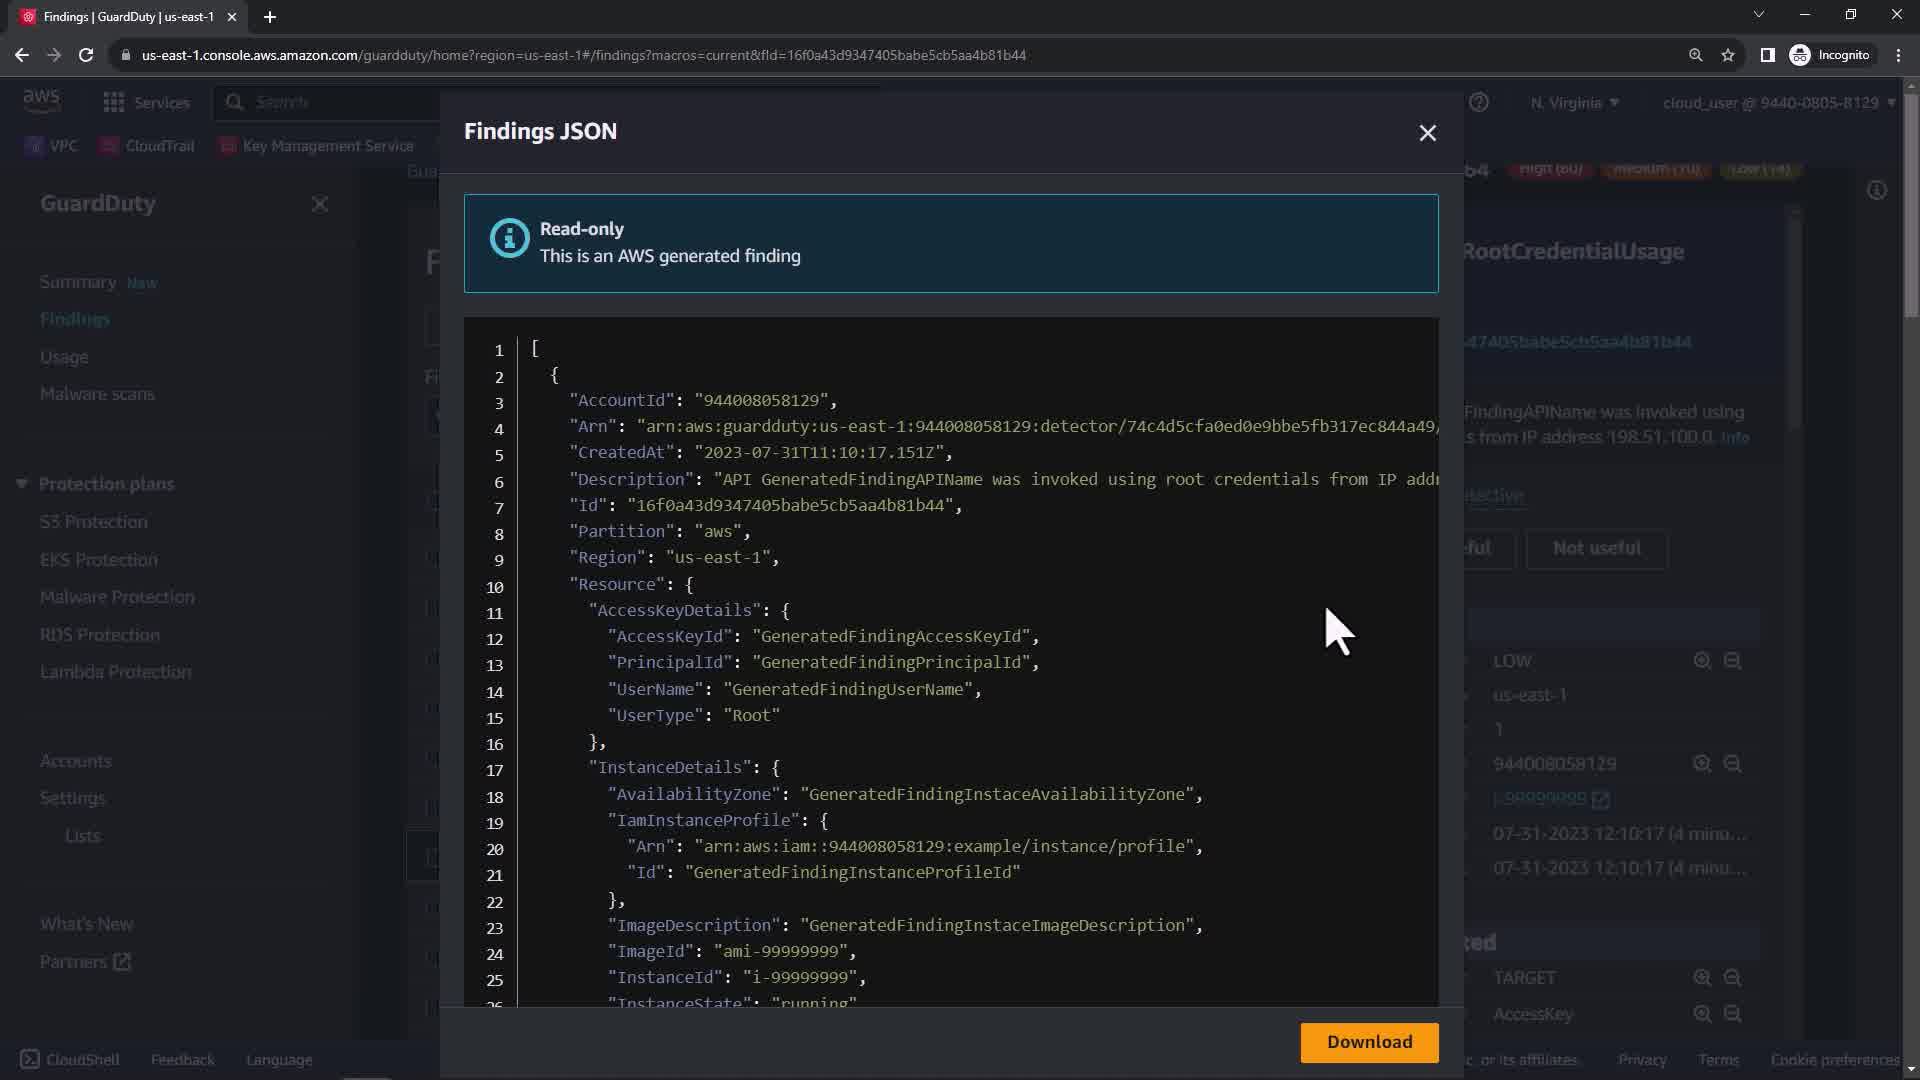 Findings | GuardDuty | us-east-1
us-east-1.console.aws.amazon.com/guardduty/home?region=us-east-1#/findings?macros=current&fId=16f0a43d9347405babe5cb5aa4b81b44
Incognito
aws
Services
Search
N. Virginia
cloud_user @ 9440-0805-8129
VPC
CloudTrail
Key Management Service
GuardDuty
Summary New
Findings
Usage
Malware scans
Protection plans
S3 Protection
EKS Protection
Malware Protection
RDS Protection
Lambda Protection
Accounts
Settings
Lists
What's New
Partners
Findings JSON
Read-only
This is an AWS generated finding
1 [
2 {
3 "AccountId": "944008058129",
4 "Arn": "arn:aws:guardduty:us-east-1:944008058129:detector/74c4d5cfa0ed0e9bbe5fb317ec844a49/
5 "CreatedAt": "2023-07-31T11:10:17.151Z",
6 "Description": "API GeneratedFindingAPIName was invoked using root credentials from IP addr
7 "Id": "16f0a43d9347405babe5cb5aa4b81b44",
8 "Partition": "aws",
9 "Region": "us-east-1",
10 "Resource": {
11 "AccessKeyDetails": {
12 "AccessKeyId": "GeneratedFindingAccessKeyId",
13 "PrincipalId": "GeneratedFindingPrincipalId",
14 "UserName": "GeneratedFindingUserName",
15 "UserType": "Root"
16 },
17 "InstanceDetails": {
18 "AvailabilityZone": "GeneratedFindingInstaceAvailabilityZone",
19 "IamInstanceProfile": {
20 "Arn": "arn:aws:iam::944008058129:example/instance/profile",
21 "Id": "GeneratedFindingInstanceProfileId"
22 },
23 "ImageDescription": "GeneratedFindingInstaceImageDescription",
24 "ImageId": "ami-99999999",
25 "InstanceId": "i-99999999",
26 "InstanceState": "running"
Download
High (60) Medium (10) Low (14)
RootCredentialUsage
47405babe5cb5aa4b81b44
FindingAPIName was invoked using
s from IP address 198.51.100.0. Info
Not useful
LOW
us-east-1
1
944008058129
i-99999999
07-31-2023 12:10:17 (4 minu...
07-31-2023 12:10:17 (4 minu...
TARGET
AccessKey
CloudShell
Feedback
Language
c. or its affiliates.
Privacy
Terms
Cookie preferences